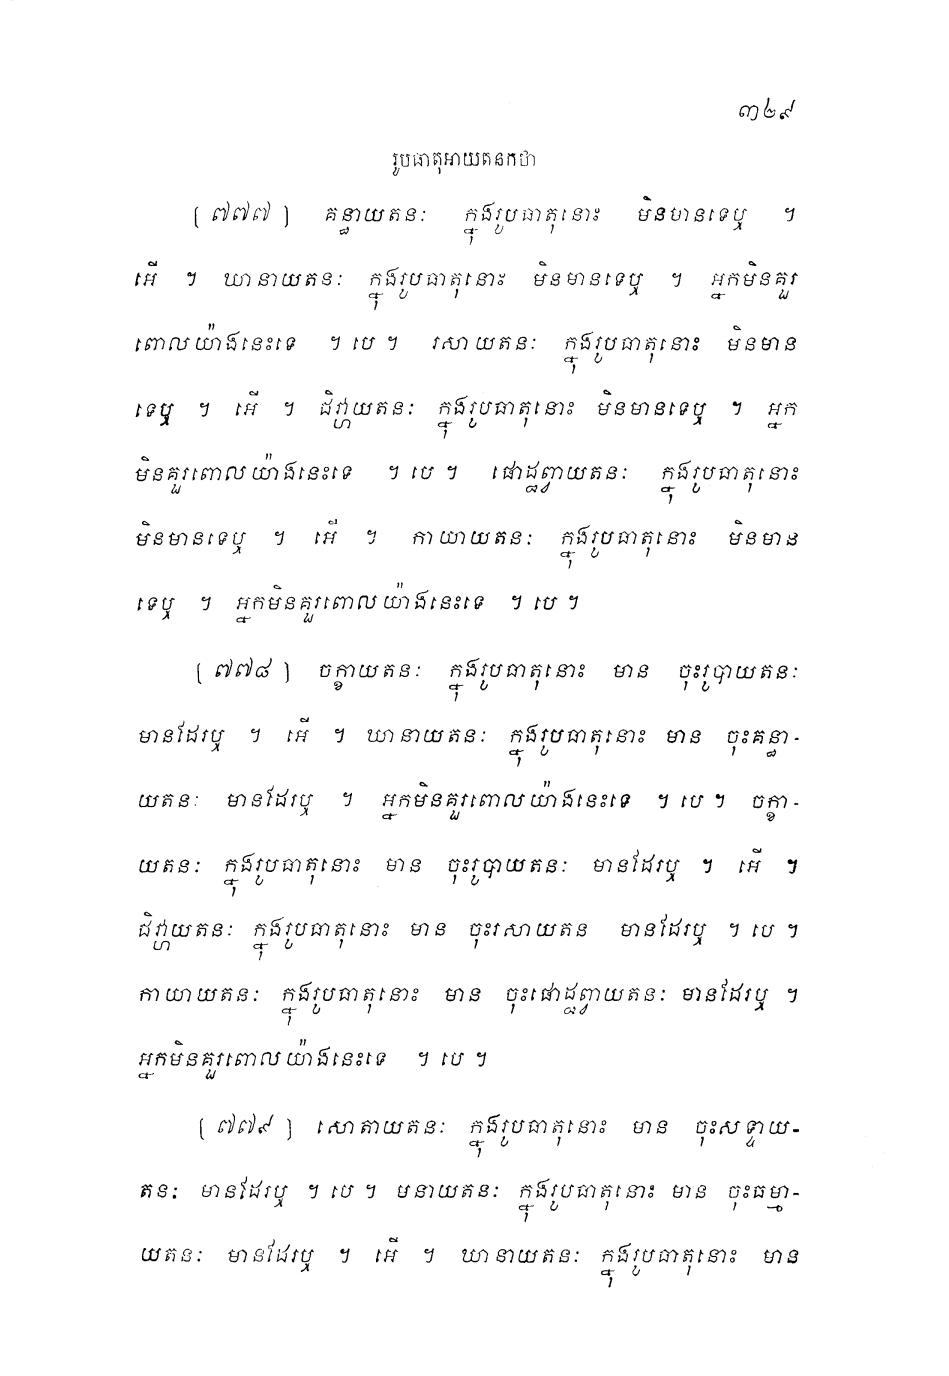 ៣២៩
រូបធាតុអាយតនកថា
[ ៧៧៧ ] គន្ធាយតនៈ ក្នុងរូបធាតុនោះ មិនមានទេឬ ។
អើ ។ ឃានាយតនៈ ក្នុងរូបធាតុនោះ មិនមានទេឬ ។ អ្នកមិនគួរ
ពោលយ៉ាងនេះទេ ។ បេ ។ រសាយតនៈ ក្នុងរូបធាតុនោះ មិនមាន
ទេឬ ។ អើ ។ ជិវ្ហាយតនៈ ក្នុងរូបធាតុនោះ មិនមានទេឬ ។ អ្នក
មិនគួរពោលយ៉ាងនេះទេ ។ បេ ។ ផោដ្ឋព្វាយតនៈ ក្នុងរូបធាតុនោះ
មិនមានទេឬ ។ អើ ។ កាយាយតនៈ ក្នុងរូបធាតុនោះ មិនមាន
ទេឬ ។ អ្នកមិនគួរពោលយ៉ាងនេះទេ ។ បេ ។
[ ៧៧៨ ] ចក្ខាយតនៈ ក្នុងរូបធាតុនោះ មាន ចុះរូបាយតនៈ
មានដែរឬ ។ អើ ។ ឃានាយតនៈ ក្នុងរូបធាតុនោះ មាន ចុះគន្ធា-
យតនៈ មានដែរឬ ។ អ្នកមិនគួរពោលយ៉ាងនេះទេ ។ បេ ។ ចក្ខា-
យតនៈ ក្នុងរូបធាតុនោះ មាន ចុះរូបាយតនៈ មានដែរឬ ។ អើ ។
ជិវ្ហាយតនៈ ក្នុងរូបធាតុនោះ មាន ចុះរសាយតន មានដែរឬ ។ បេ ។
កាយាយតនៈ ក្នុងរូបធាតុនោះ មាន ចុះផោដ្ឋព្វាយតនៈ មានដែរឬ ។
អ្នកមិនគួរពោលយ៉ាងនេះទេ ។ បេ ។
[ ៧៧៩ ] សោតាយតនៈ ក្នុងរូបធាតុនោះ មាន ចុះសទ្ទាយ-
តនៈ មានដែរឬ ។ បេ ។ មនាយតនៈ ក្នុងរូបធាតុនោះ មាន ចុះធម្មា-
យតនៈ មានដែរឬ ។ អើ ។ ឃានាយតនៈ ក្នុងរូបធាតុនោះ មាន